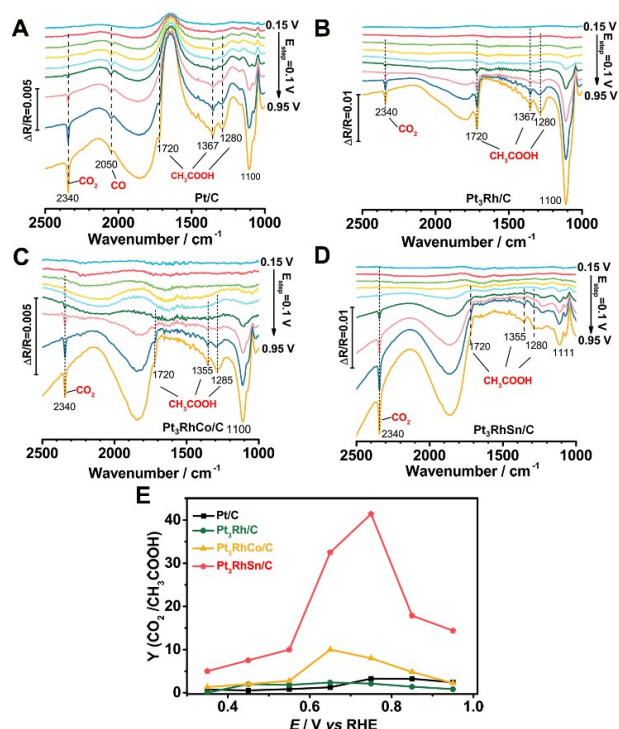 A
0.15 V
E step =0.1 V
0.95 V
ΔR/R=0.005
1720
1367
1280
2050
CO₂
CO
CH₃COOH
1100
2340
Pt/C
2500 2000 1500 1000
Wavenumber / cm⁻¹
B
0.15 V
E step =0.1 V
0.95 V
ΔR/R=0.01
2340
CO₂
1720
1367
1280
CH₃COOH
1100
Pt₃Rh/C
2500 2000 1500 1000
Wavenumber / cm⁻¹
C
0.15 V
E step =0.1 V
0.95 V
ΔR/R=0.005
1720
1355
1285
CO₂
CH₃COOH
2340
Pt₃RhCo/C
1100
2500 2000 1500 1000
Wavenumber / cm⁻¹
D
0.15 V
E step =0.1 V
0.95 V
ΔR/R=0.01
1720
1355
1280
1111
CH₃COOH
CO₂
2340
Pt₃RhSn/C
2500 2000 1500 1000
Wavenumber / cm⁻¹
E
Pt/C
Pt₃Rh/C
Pt₃RhCo/C
Pt₃RhSn/C
Y (CO₂ /CH₃COOH)
40
30
20
10
0
0.4 0.6 0.8 1.0
E / V vs RHE